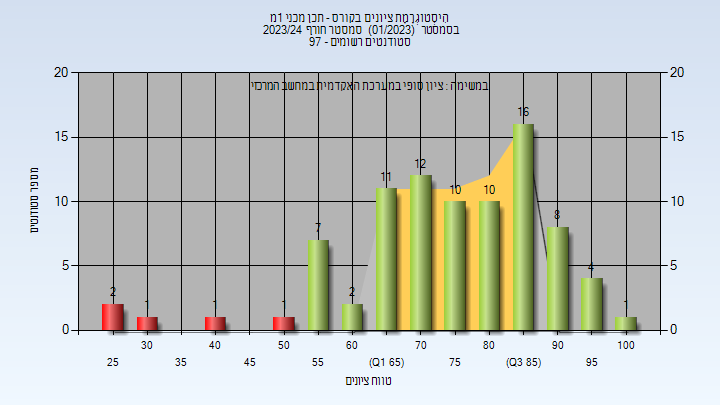 הִיסְטוֹגְרָמַת ציונים בקורס - תכן מכני 1מ
בסמסטר (01/2023) סמסטר חורף 2023/24
סטודנטים רשומים - 97
במשימה : ציון סופי במערכת האקדמית במחשב המרכזי
20 20
15 15
10 10
5 5
0 0
מספר סטודנטים
2 1 1 1 7 2 11 12 10 10 16 8 4 1
30 40 50 60 70 80 90 100
25 35 45 55 (Q1 65) 75 (Q3 85) 95
טווח ציונים